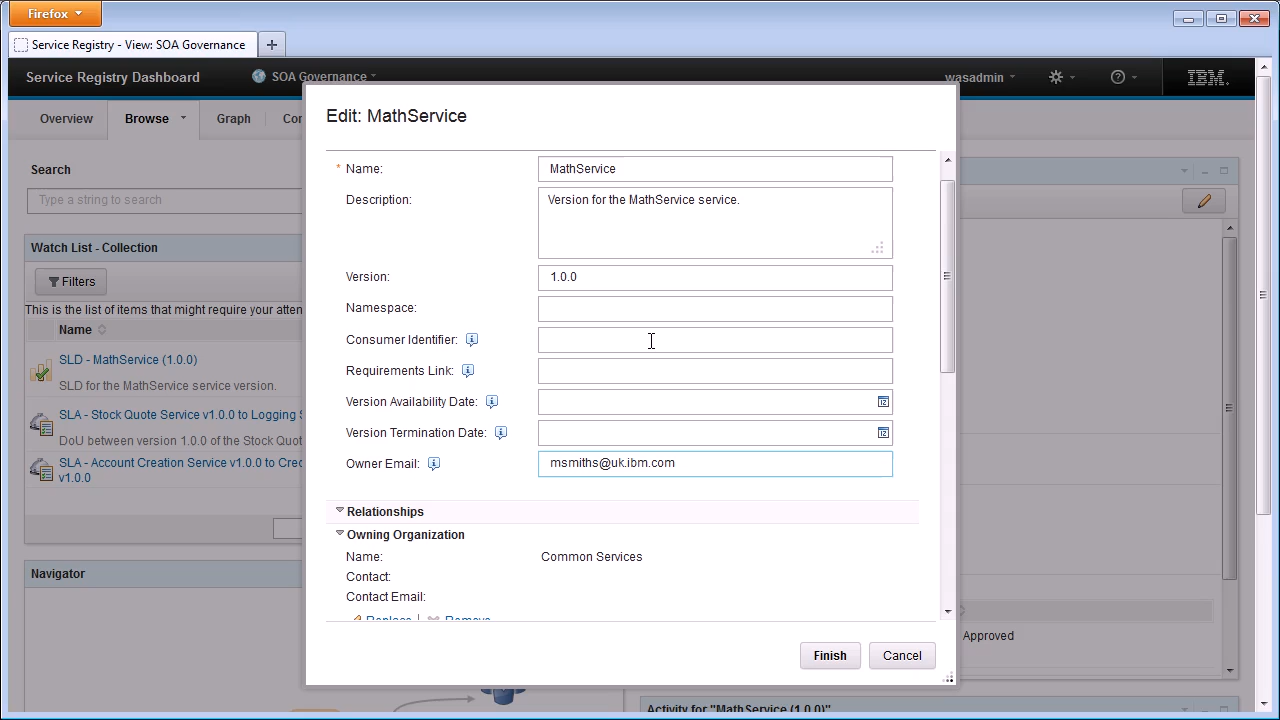 Firefox
Service Registry - View: SOA Governance
Service Registry Dashboard
SOA Governance
wasadmin
IBM.
Overview
Browse
Graph
Search
Type a string to search
Watch List - Collection
Filters
This is the list of items that might require your
Name
SLD - MathService (1.0.0)
SLD for the MathService service version.
SLA - Stock Quote Service v1.0.0 to Logging
DoU between version 1.0.0 of the Stock
SLA - Account Creation Service v1.0.0 to
v1.0.0
Navigator
Edit: MathService
* Name:
MathService
Description:
Version for the MathService service.
Version:
1.0.0
Namespace:
Consumer Identifier:
Requirements Link:
Version Availability Date:
12
Version Termination Date:
12
Owner Email:
msmiths@uk.ibm.com
Relationships
Owning Organization
Name:
Common Services
Contact:
Contact Email:
Replace | Remove
Finish
Cancel
Approved
Activity for "MathService (1.0.0)"